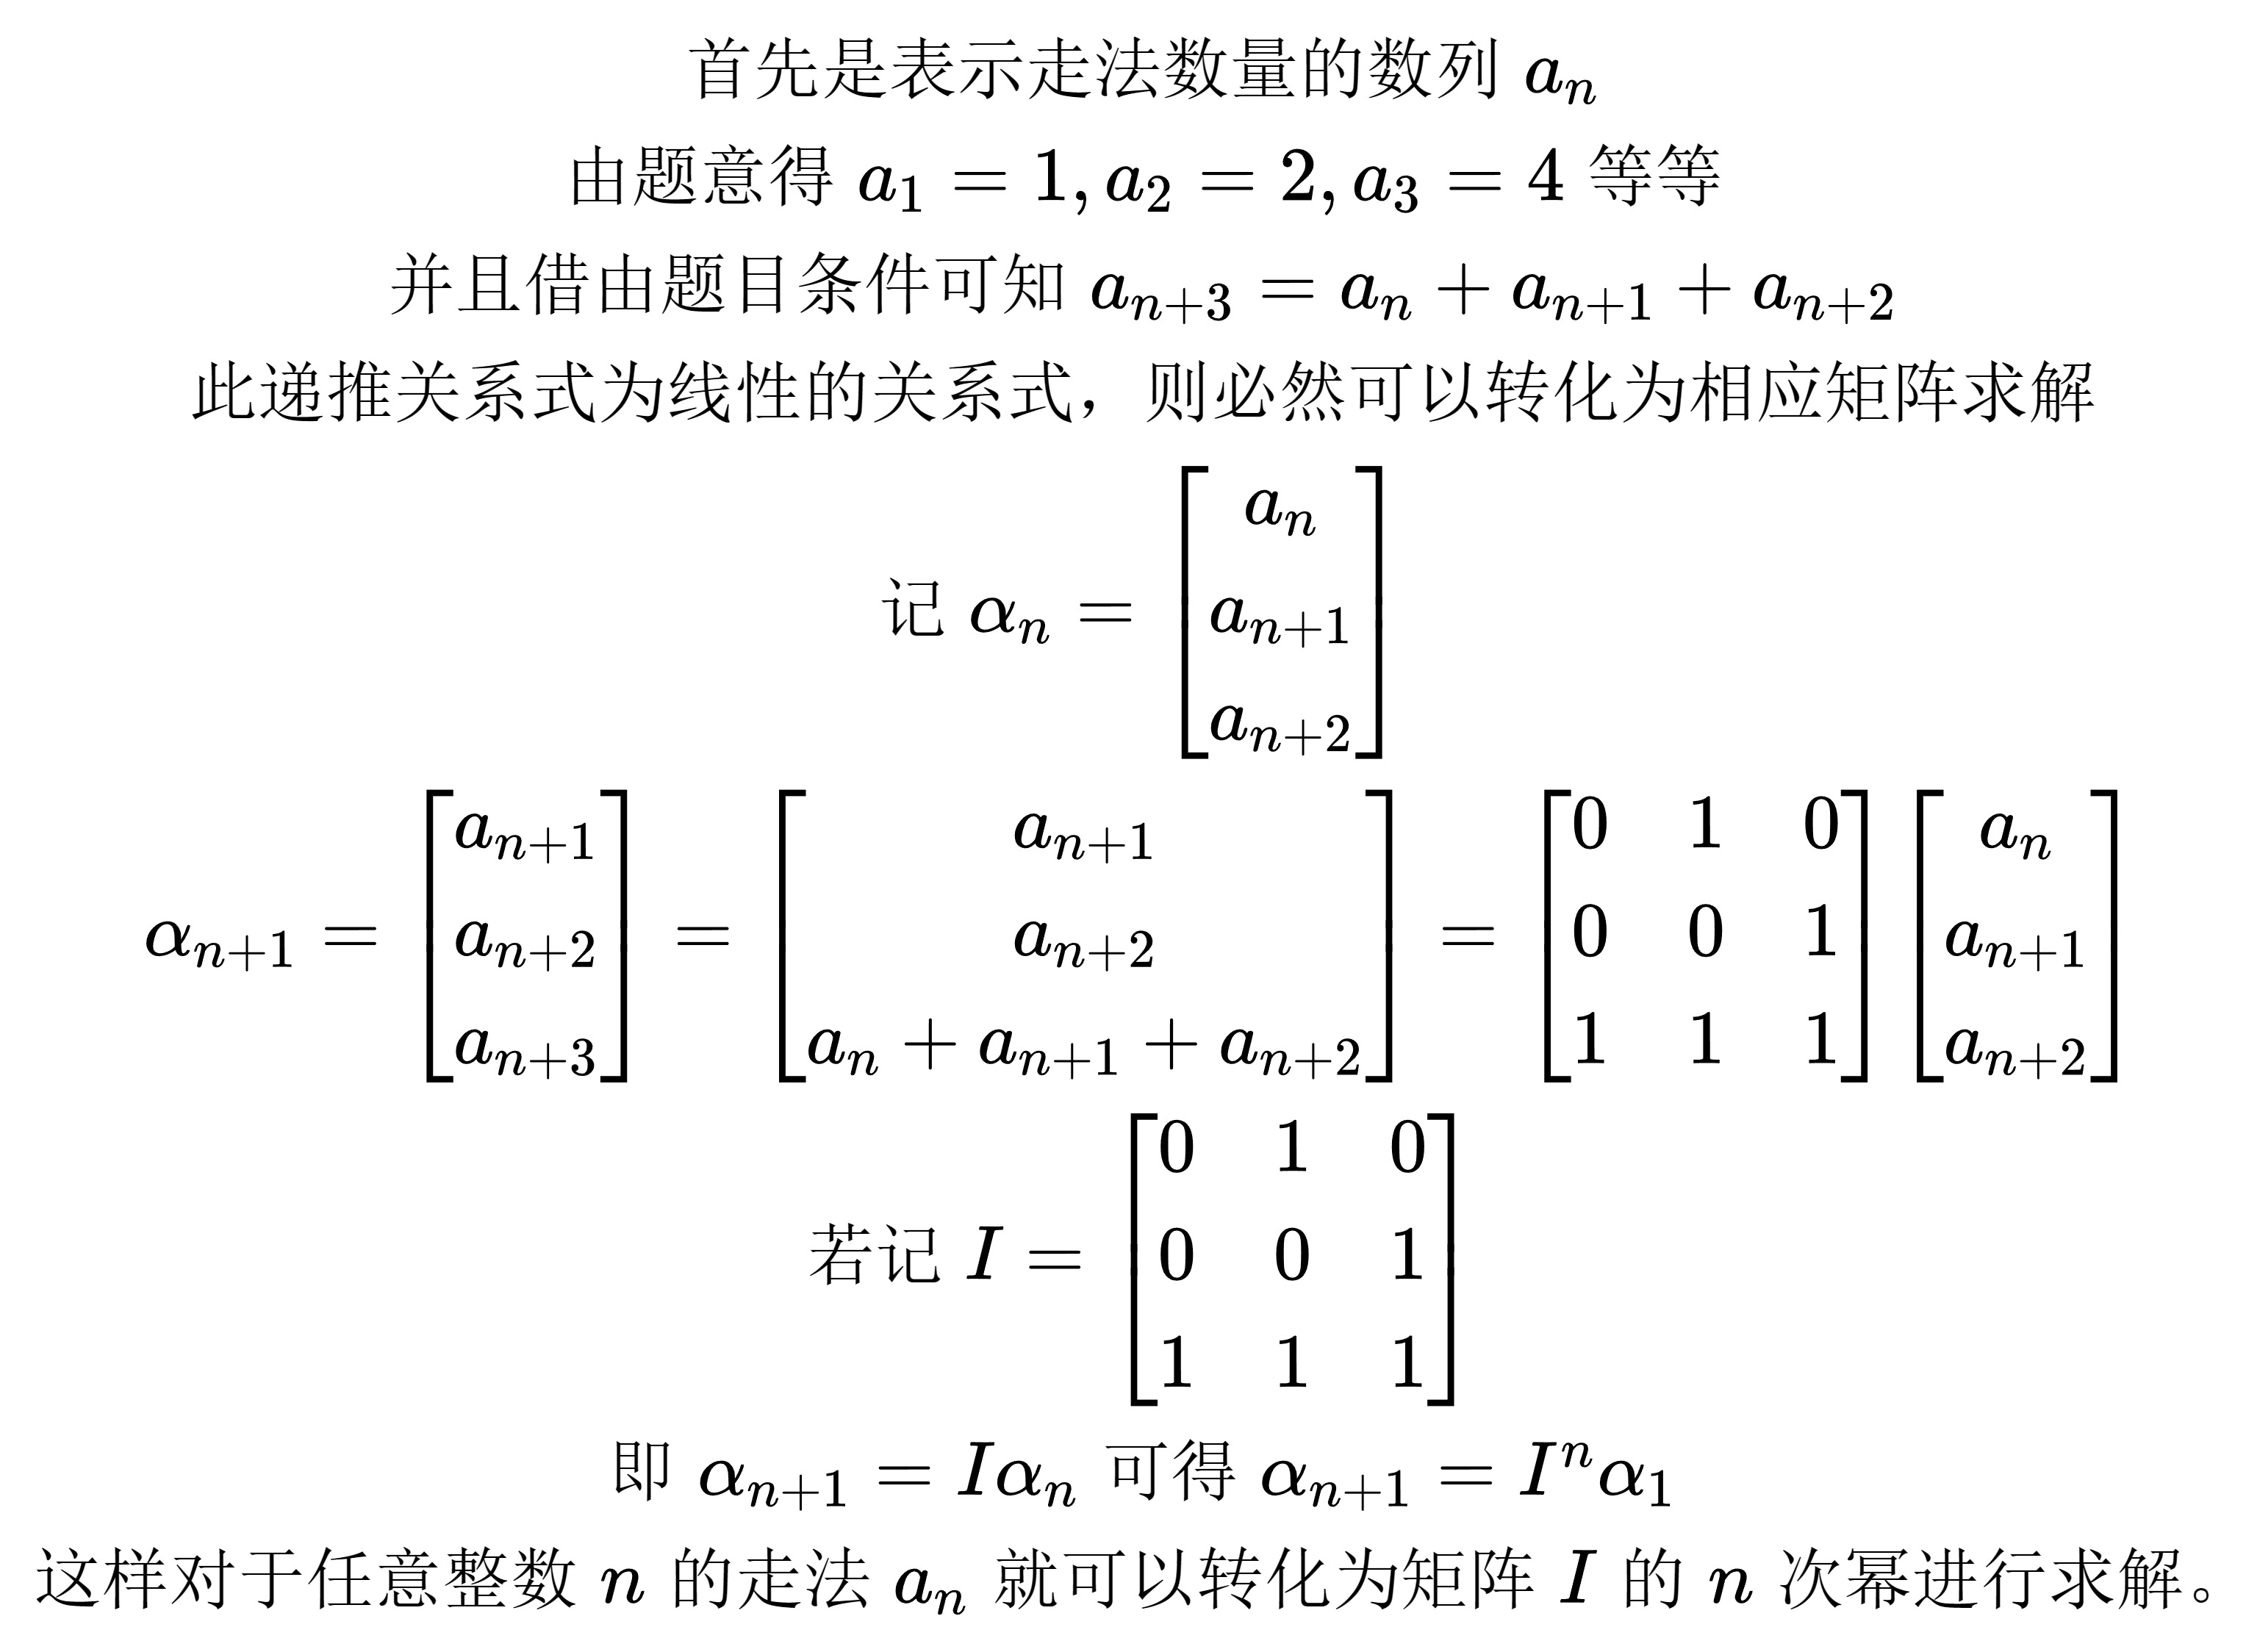 首先是表示走法数量的数列 $a_n$
由题意得 $a_1 = 1, a_2 = 2, a_3 = 4$ 等等
并且借由题目条件可知 $a_{n+3} = a_n + a_{n+1} + a_{n+2}$
此递推关系式为线性的关系式，则必然可以转化为相应矩阵求解
记 $\alpha_n = \begin{bmatrix} a_n \\ a_{n+1} \\ a_{n+2} \end{bmatrix}$
$\alpha_{n+1} = \begin{bmatrix} a_{n+1} \\ a_{n+2} \\ a_{n+3} \end{bmatrix} = \begin{bmatrix} a_{n+1} \\ a_{n+2} \\ a_n + a_{n+1} + a_{n+2} \end{bmatrix} = \begin{bmatrix} 0 & 1 & 0 \\ 0 & 0 & 1 \\ 1 & 1 & 1 \end{bmatrix} \begin{bmatrix} a_n \\ a_{n+1} \\ a_{n+2} \end{bmatrix}$
若记 $I = \begin{bmatrix} 0 & 1 & 0 \\ 0 & 0 & 1 \\ 1 & 1 & 1 \end{bmatrix}$
即 $\alpha_{n+1} = I\alpha_n$ 可得 $\alpha_{n+1} = I^n\alpha_1$
这样对于任意整数 $n$ 的走法 $a_n$ 就可以转化为矩阵 $I$ 的 $n$ 次幂进行求解。